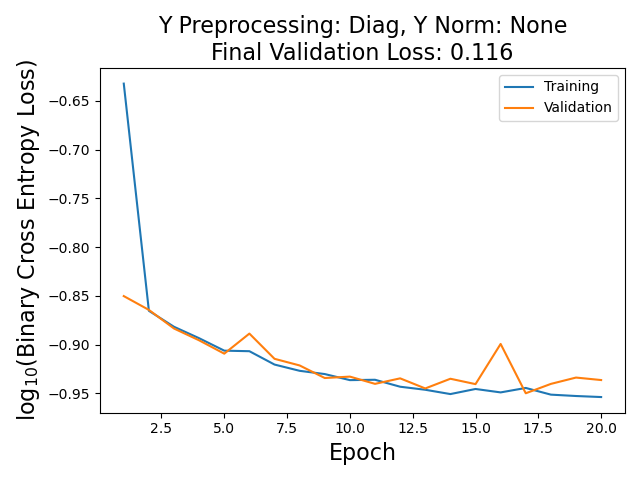 Y Preprocessing: Diag, Y Norm: None
Final Validation Loss: 0.116
Training
Validation
log₁₀(Binary Cross Entropy Loss)
−0.65
−0.70
−0.75
−0.80
−0.85
−0.90
−0.95
2.5 5.0 7.5 10.0 12.5 15.0 17.5 20.0
Epoch